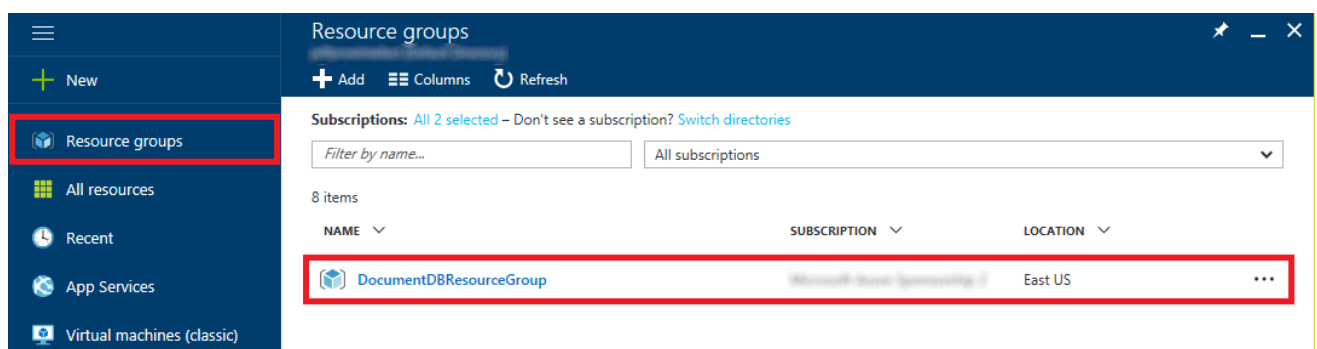 Resource groups
New
Add Columns Refresh
Resource groups
Subscriptions: All 2 selected – Don't see a subscription? Switch directories
Filter by name... All subscriptions
All resources
8 items
Recent
NAME SUBSCRIPTION LOCATION
App Services
DocumentDBResourceGroup East US ...
Virtual machines (classic)